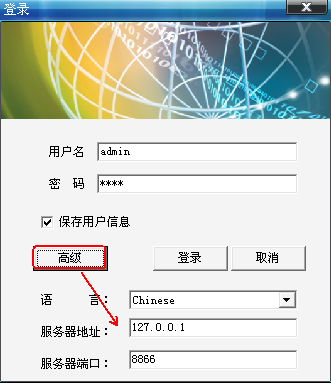 登录
用户名 admin
密 码 ****
保存用户信息
高级 登录 取消
语 言： Chinese
服务器地址： 127.0.0.1
服务器端口： 8866